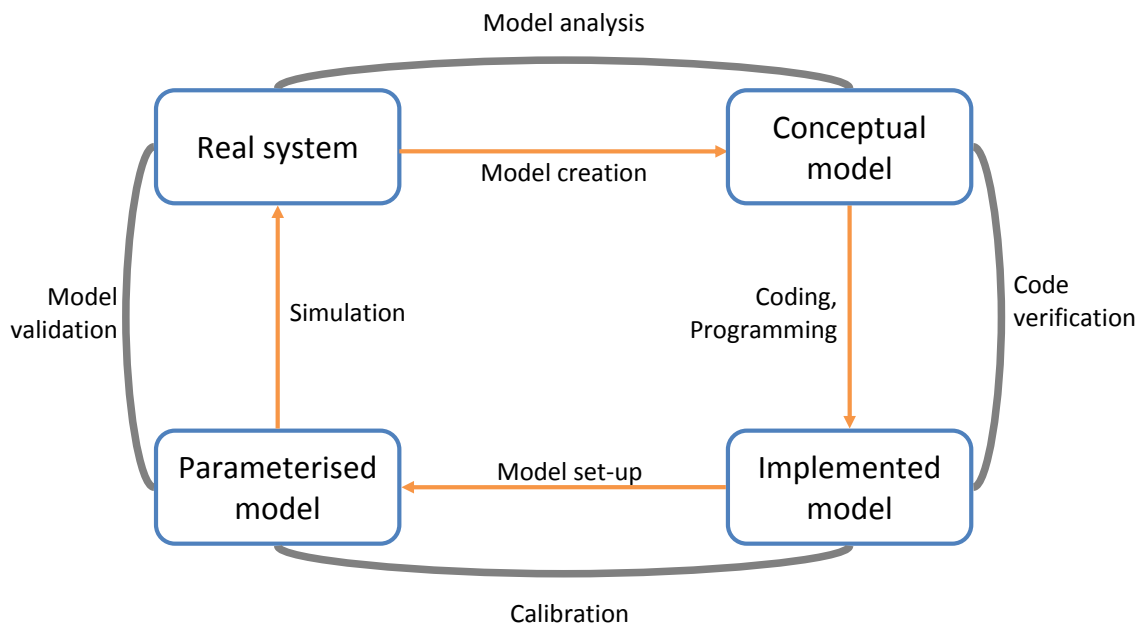 Model analysis
Real system
Conceptual
model
Model creation
Model
validation
Simulation
Coding,
Programming
Code
verification
Parameterised
model
Model set-up
Implemented
model
Calibration